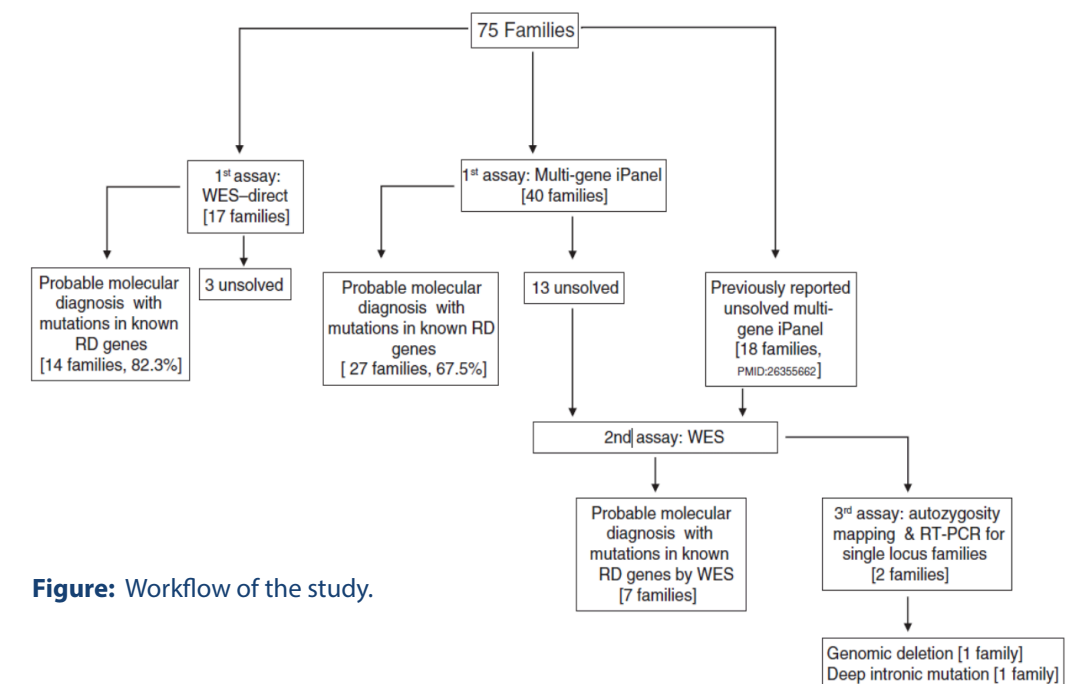 75 Families
1st assay:
WES–direct
[17 families]
1st assay: Multi-gene iPanel
[40 families]
Probable molecular
diagnosis with
mutations in known
RD genes
[14 families, 82.3%]
3 unsolved
Probable molecular
diagnosis with
mutations in known RD
genes
[ 27 families, 67.5%]
13 unsolved
Previously reported
unsolved multi-
gene iPanel
[18 families,
PMID:26355662]
2nd assay: WES
Probable molecular
diagnosis with
mutations in known
RD genes by WES
[7 families]
3rd assay: autozygosity
mapping & RT-PCR for
single locus families
[2 families]
Genomic deletion [1 family]
Deep intronic mutation [1 family]
Figure: Workflow of the study.